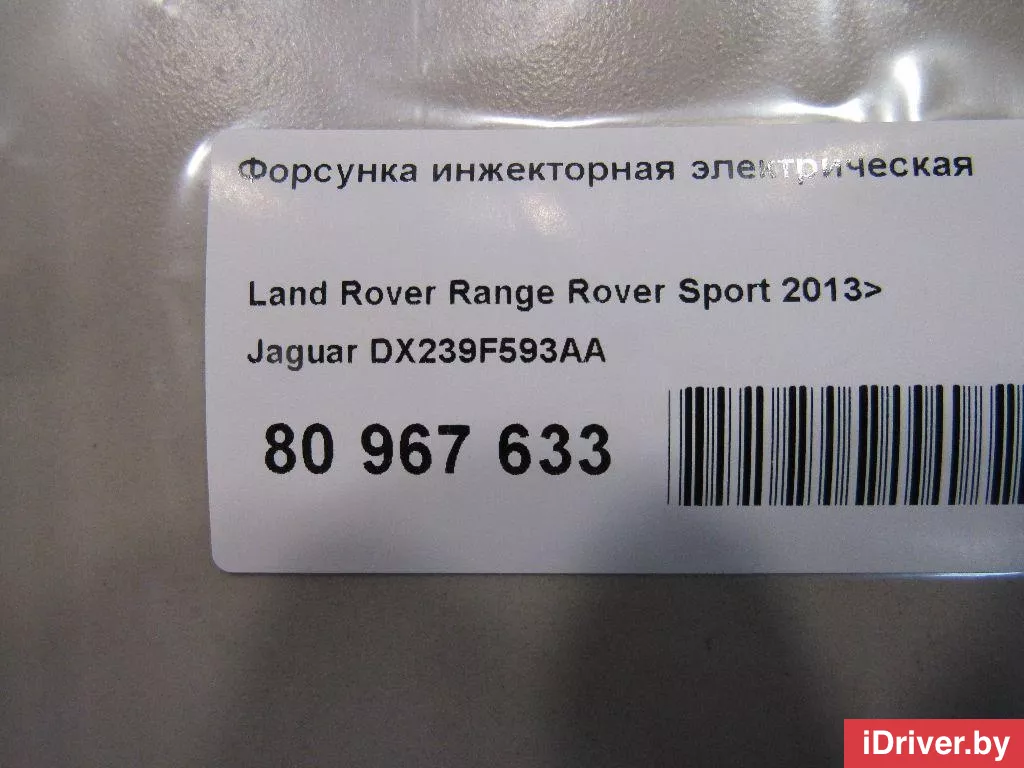 Форсунка инжекторная электрическая
Land Rover Range Rover Sport 2013>
Jaguar DX239F593AA
80 967 633
iDriver.by